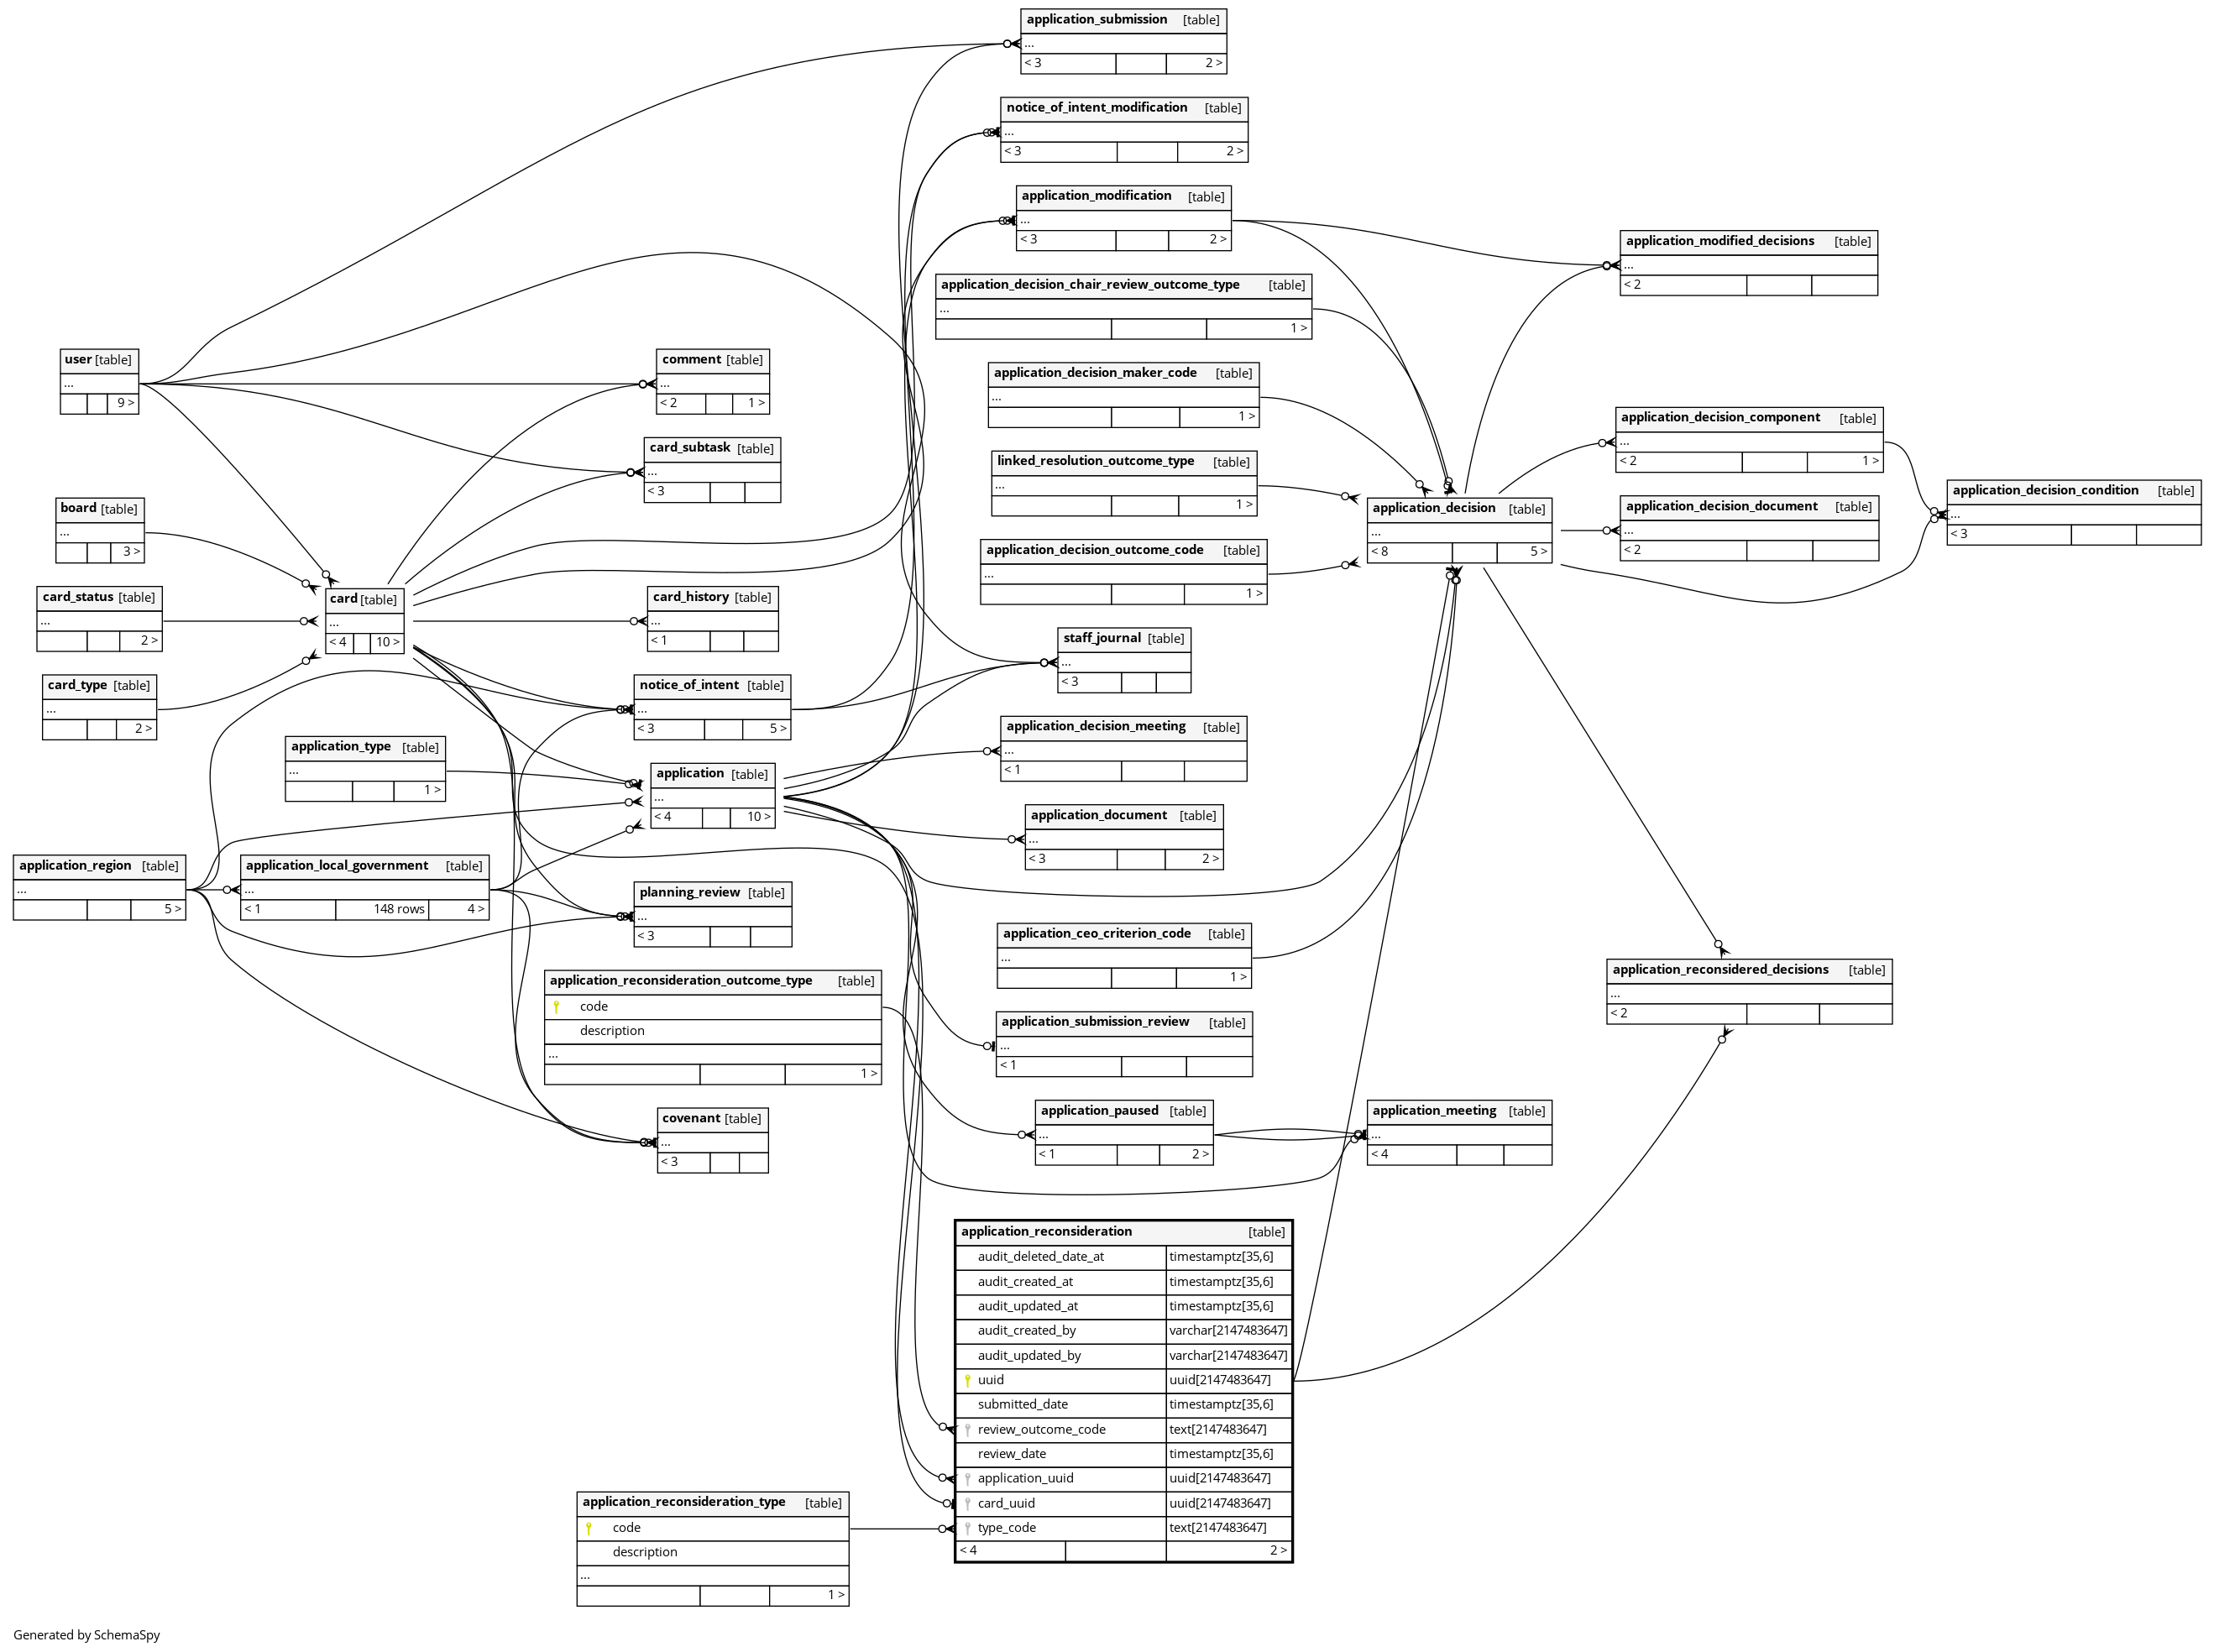 application_submission [table]
...
< 3 2 >
notice_of_intent_modification [table]
...
< 3 2 >
application_modification [table]
...
< 3 2 >
application_modified_decisions [table]
...
< 2
application_decision_chair_review_outcome_type [table]
...
1 >
user [table]
...
9 >
comment [table]
...
< 2 1 >
application_decision_maker_code [table]
...
1 >
application_decision_component [table]
...
< 2 1 >
card_subtask [table]
...
< 3
linked_resolution_outcome_type [table]
...
1 >
application_decision_condition [table]
...
< 3
board [table]
...
3 >
application_decision [table]
...
< 8 5 >
application_decision_document [table]
...
< 2
application_decision_outcome_code [table]
...
1 >
card_status [table]
...
2 >
card [table]
...
< 4 10 >
card_history [table]
...
< 1
staff_journal [table]
...
< 3
card_type [table]
...
2 >
notice_of_intent [table]
...
< 3 5 >
application_decision_meeting [table]
...
< 1
application_type [table]
...
1 >
application [table]
...
< 4 10 >
application_document [table]
...
< 3 2 >
application_region [table]
...
5 >
application_local_government [table]
...
< 1 148 rows 4 >
planning_review [table]
...
< 3
application_ceo_criterion_code [table]
...
1 >
application_reconsidered_decisions [table]
...
< 2
application_reconsideration_outcome_type [table]
code
description
...
1 >
application_submission_review [table]
...
< 1
covenant [table]
...
< 3
application_paused [table]
...
< 1 2 >
application_meeting [table]
...
< 4
application_reconsideration [table]
audit_deleted_date_at timestamptz[35,6]
audit_created_at timestamptz[35,6]
audit_updated_at timestamptz[35,6]
audit_created_by varchar[2147483647]
audit_updated_by varchar[2147483647]
uuid uuid[2147483647]
submitted_date timestamptz[35,6]
review_outcome_code text[2147483647]
review_date timestamptz[35,6]
application_uuid uuid[2147483647]
card_uuid uuid[2147483647]
type_code text[2147483647]
< 4 2 >
application_reconsideration_type [table]
code
description
...
1 >
Generated by SchemaSpy